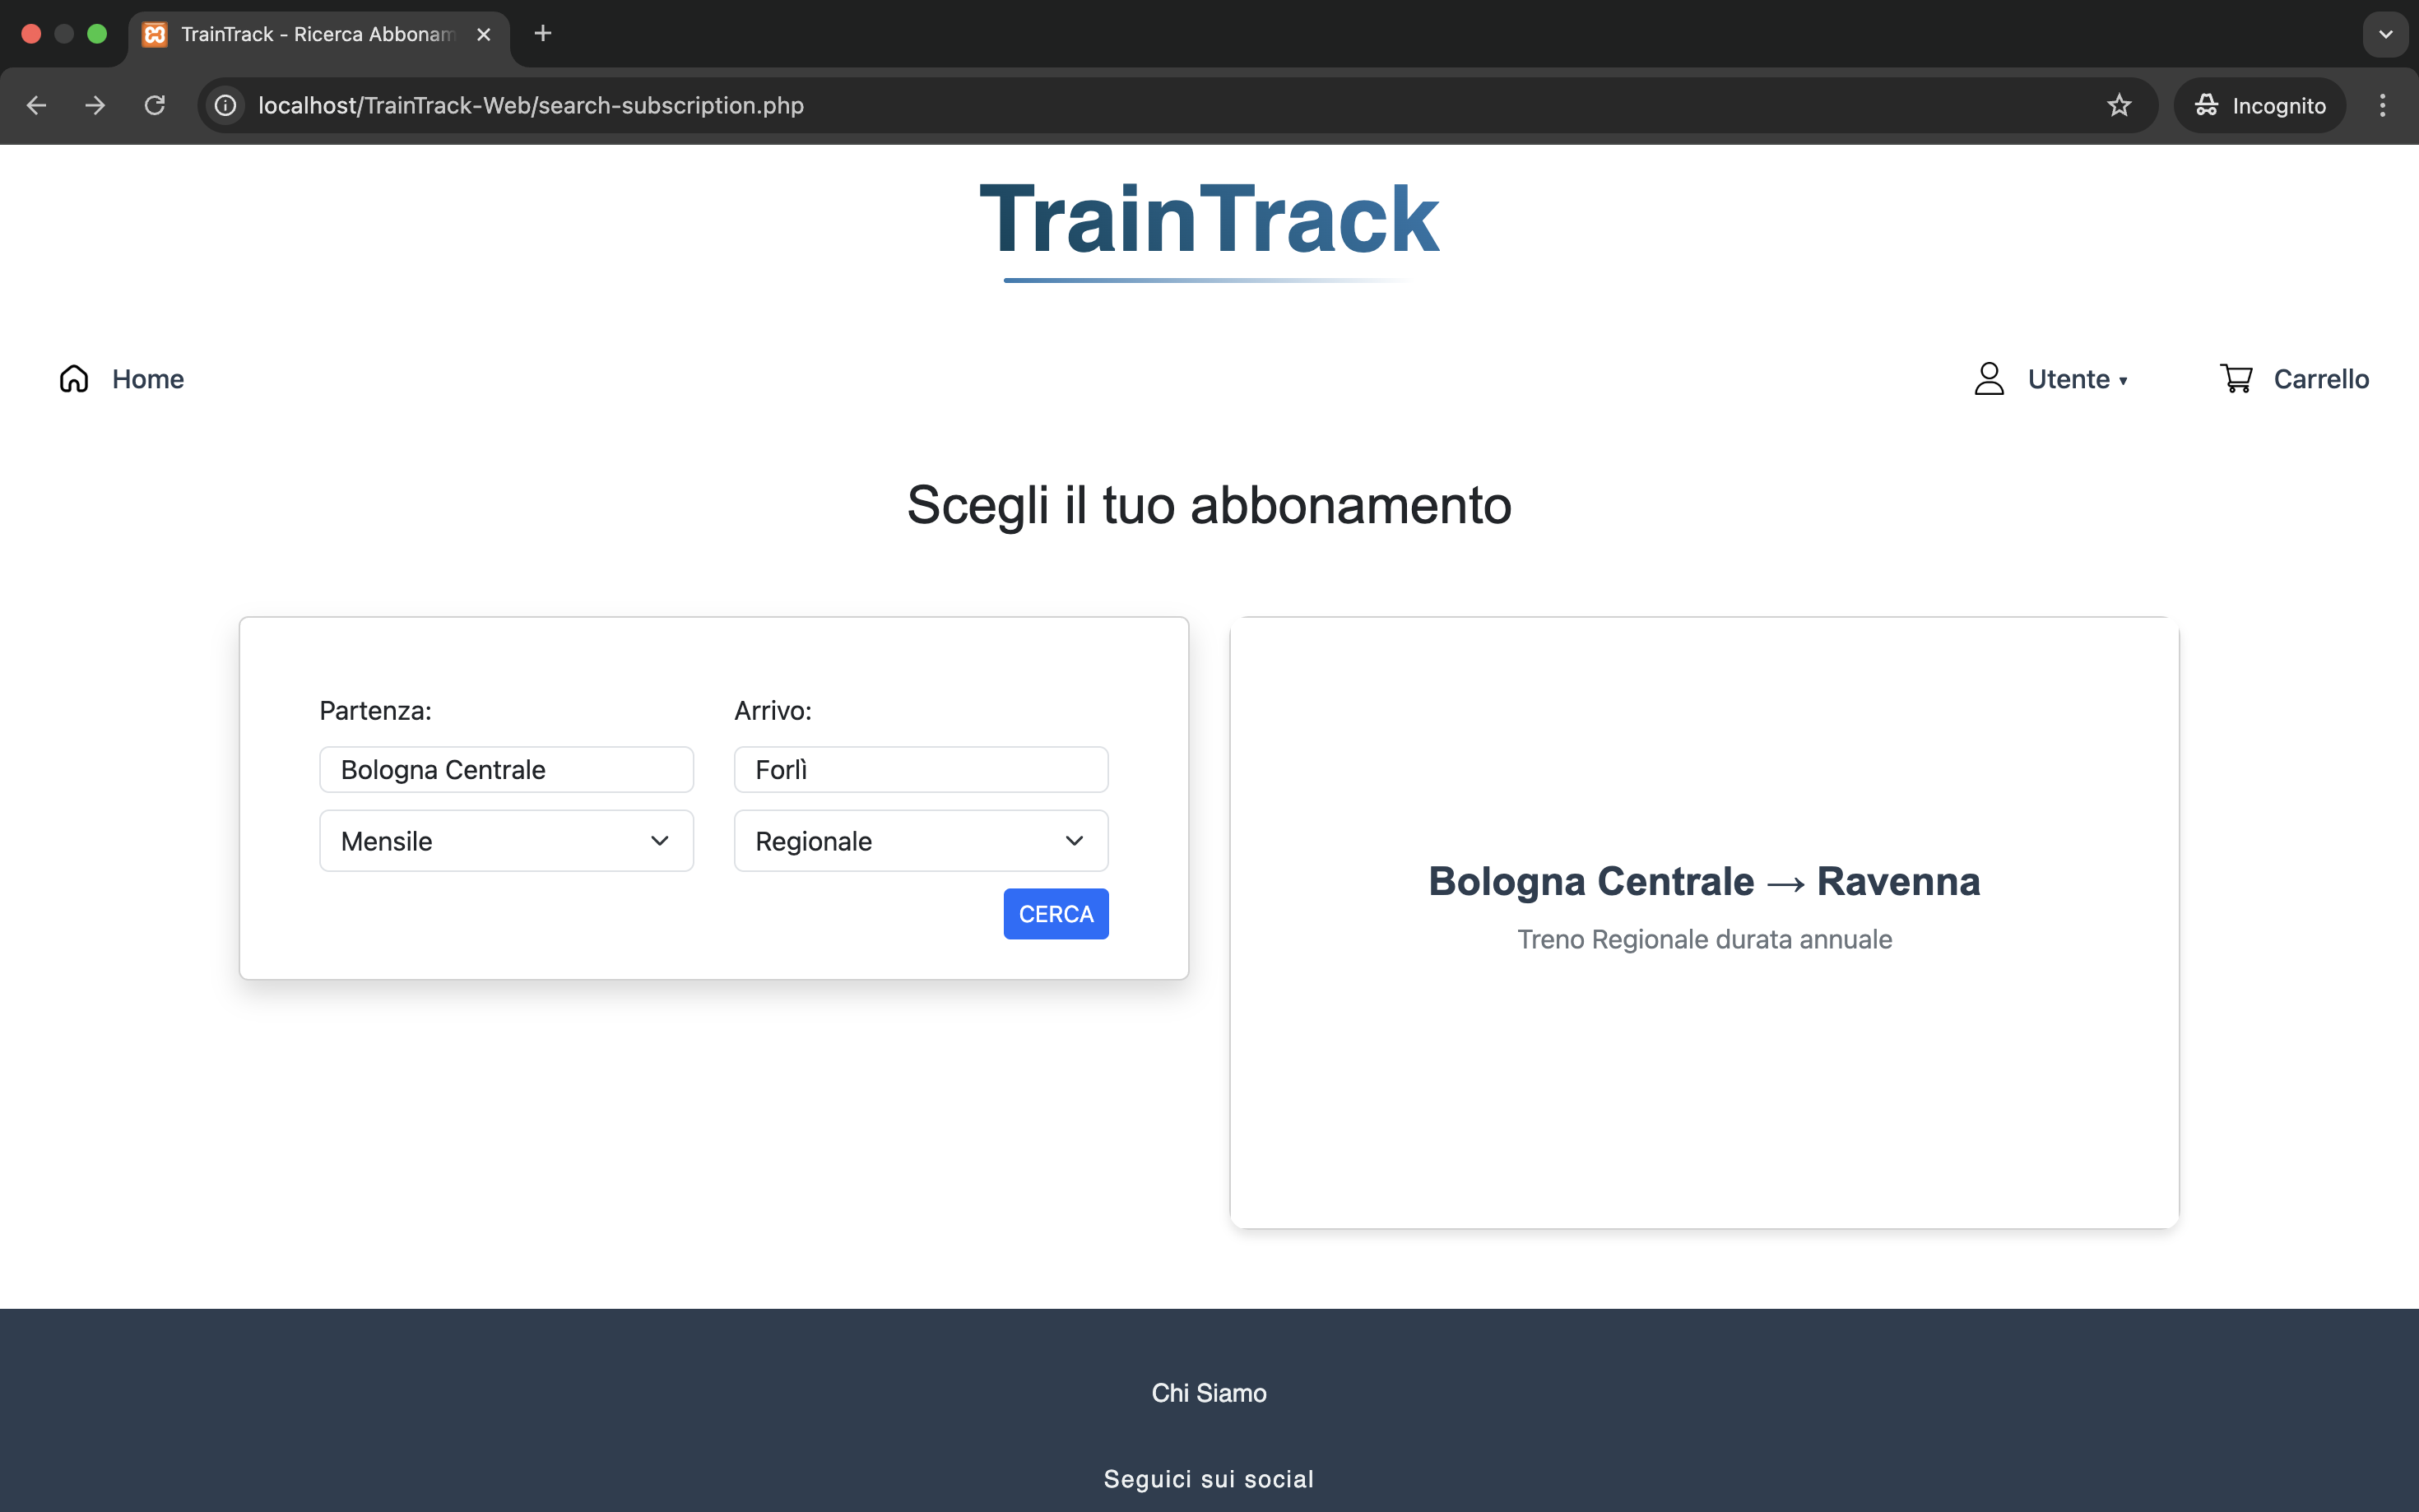 TrainTrack - Ricerca Abbonam
localhost/TrainTrack-Web/search-subscription.php
Incognito
TrainTrack
Home
Utente ▾
Carrello
Scegli il tuo abbonamento
Partenza:
Arrivo:
Bologna Centrale
Forlì
Mensile
Regionale
CERCA
Bologna Centrale → Ravenna
Treno Regionale durata annuale
Chi Siamo
Seguici sui social